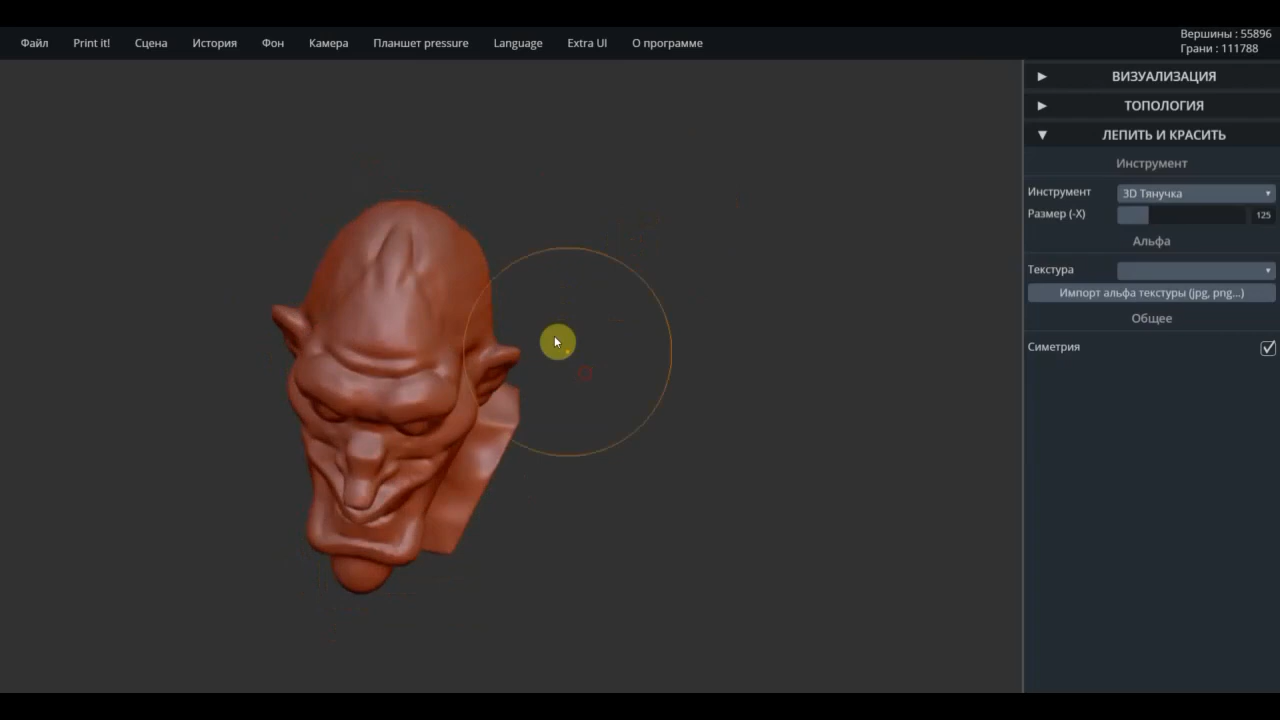 Файл Print it! Сцена История Фон Камера Планшет pressure Language Extra UI О программе
Вершины : 55896
Грани : 111788
ВИЗУАЛИЗАЦИЯ
ТОПОЛОГИЯ
ЛЕПИТЬ И КРАСИТЬ
Инструмент
Инструмент 3D Тянучка
Размер (-X) 125
Альфа
Текстура
Импорт альфа текстуры (jpg, png...)
Общее
Симетрия